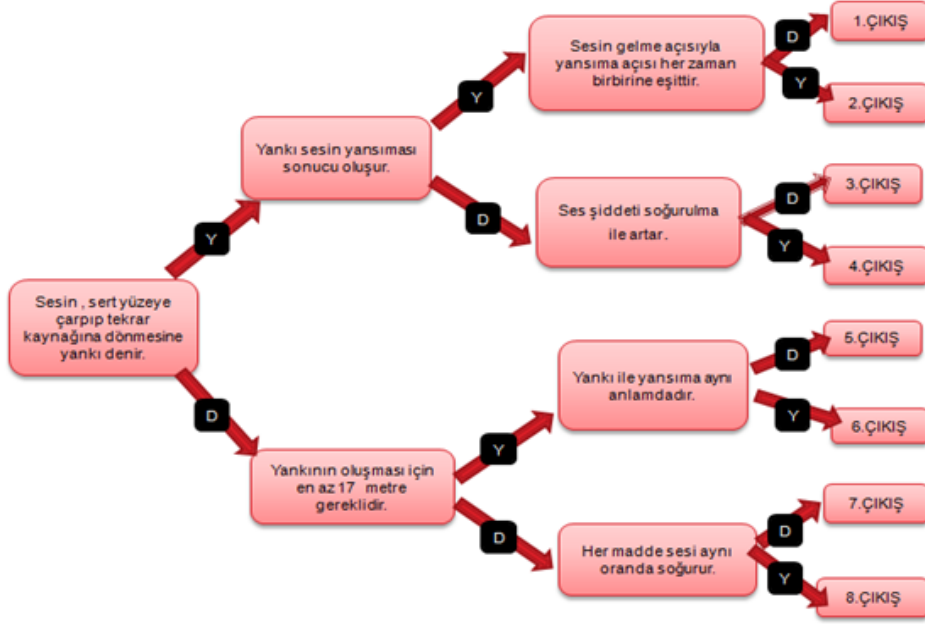 Sesin gelme açısıyla
yansıma açısı her zaman
birbirine eşittir.
D
1.ÇIKIŞ
Y
2.ÇIKIŞ
Y
Yankı sesin yansıması
sonucu oluşur.
D
Ses şiddeti soğurulma
ile artar.
D
3.ÇIKIŞ
Y
4.ÇIKIŞ
Y
Sesin , sert yüzeye
çarpıp tekrar
kaynağına dönmesine
yankı denir.
D
Yankı ile yansıma aynı
anlamdadır.
D
5.ÇIKIŞ
Y
6.ÇIKIŞ
Y
Yankının oluşması için
en az 17 metre
gereklidir.
D
Her madde sesi aynı
oranda soğurur.
D
7.ÇIKIŞ
Y
8.ÇIKIŞ